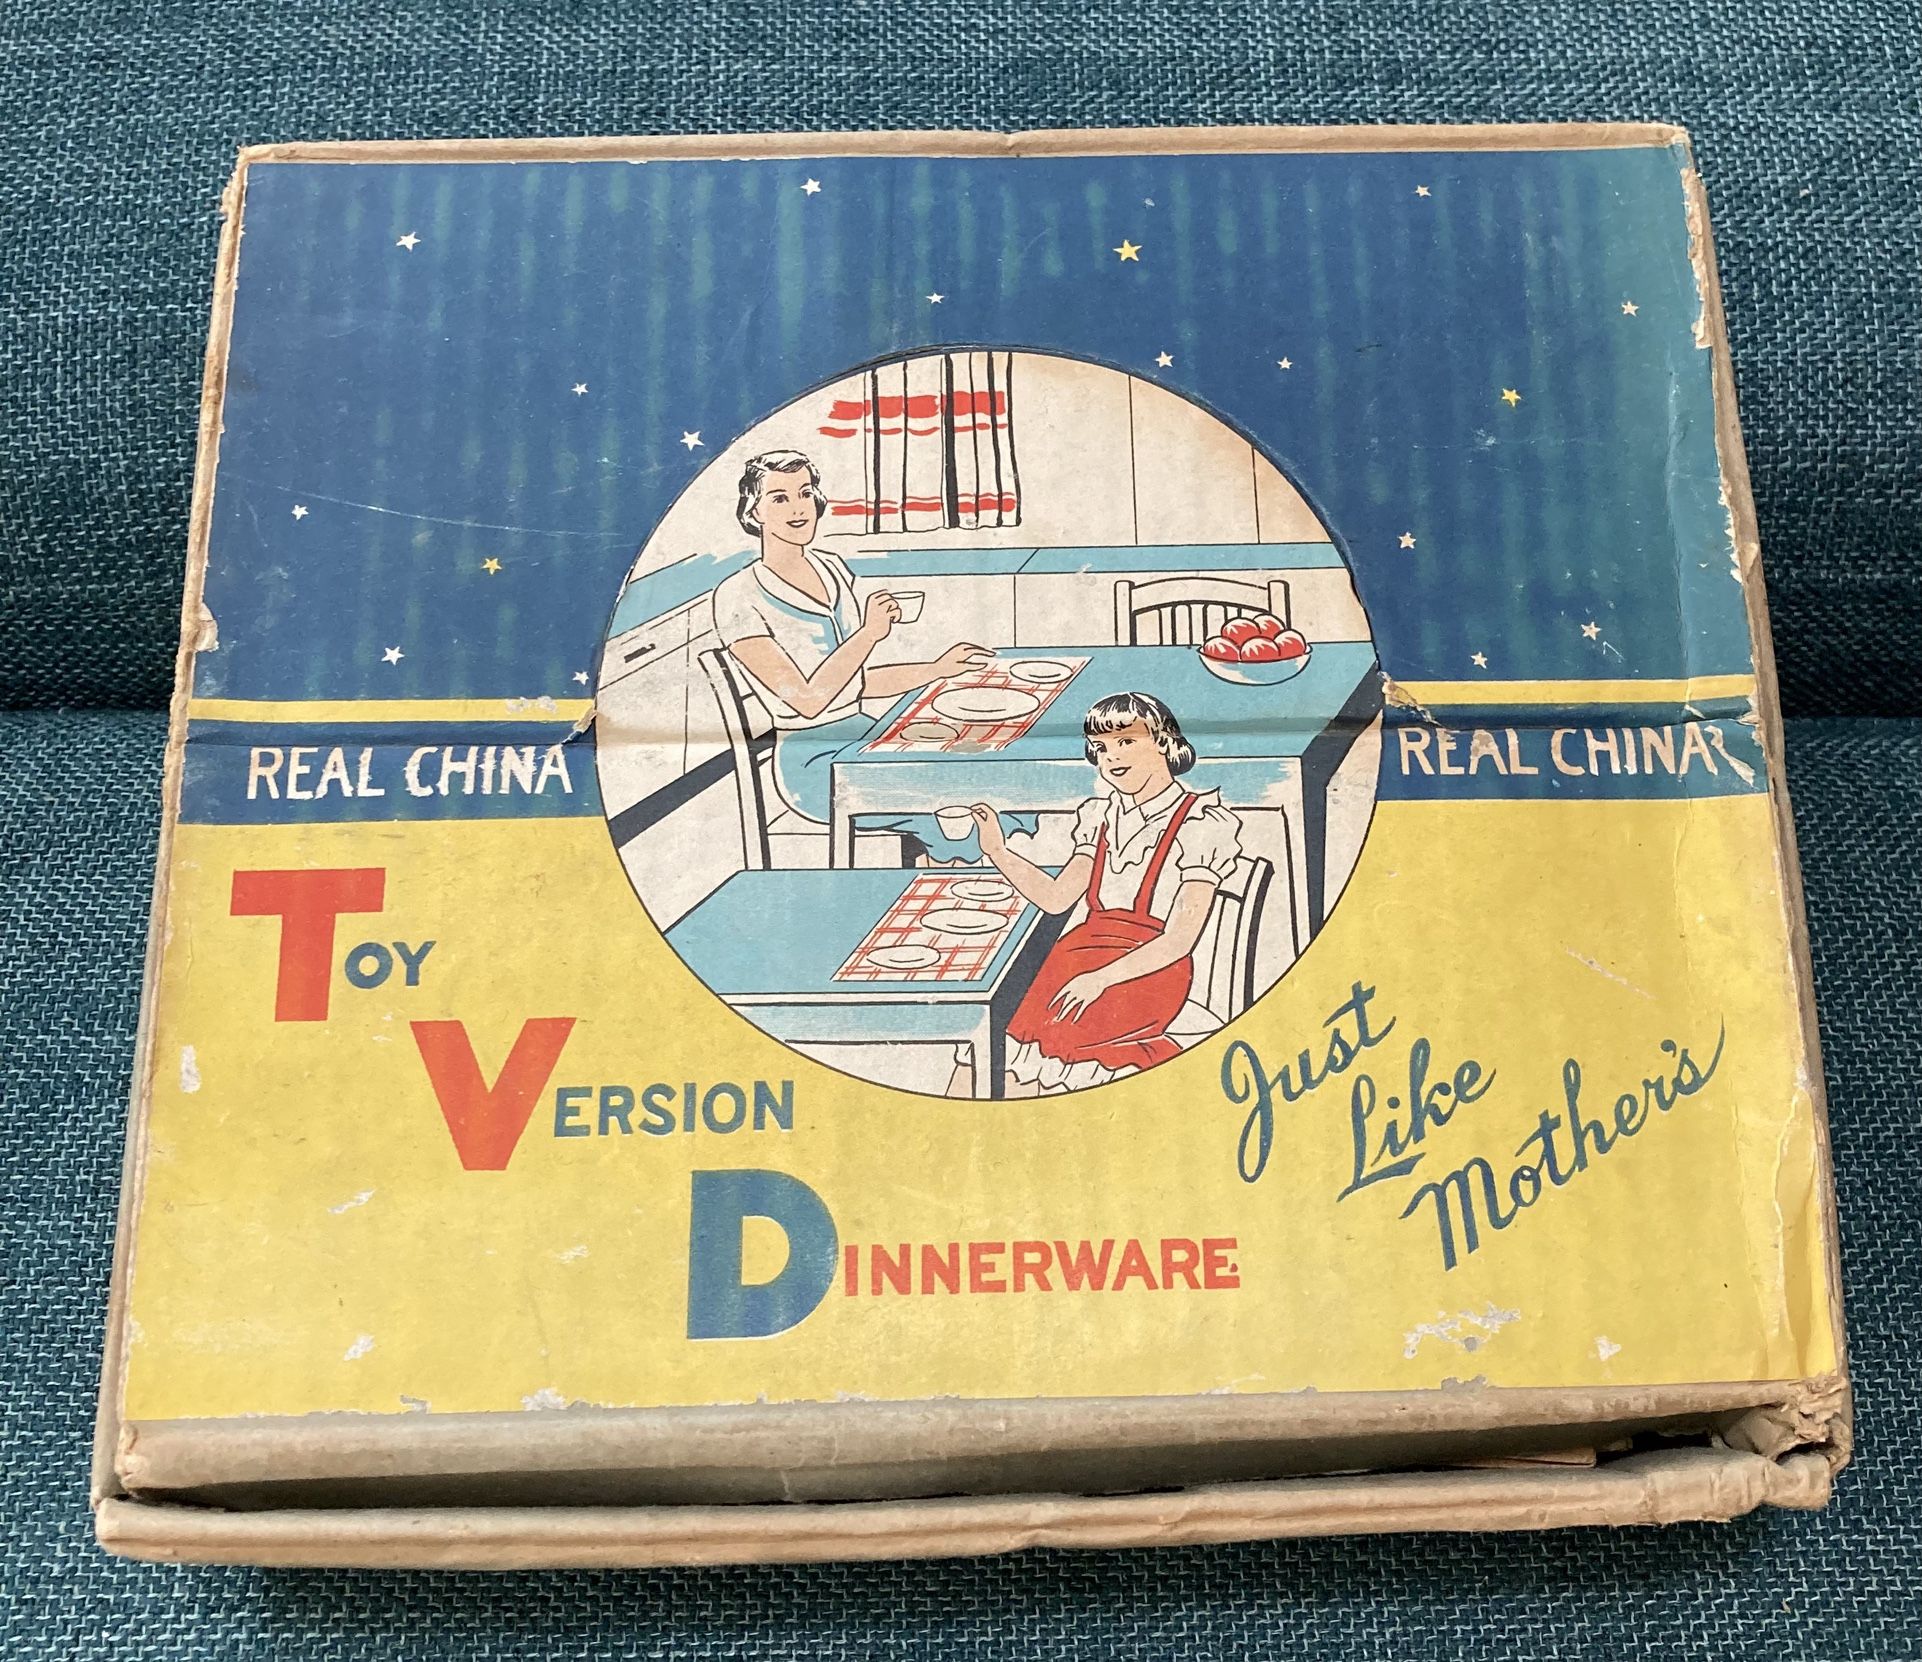 REAL CHINA
REAL CHINA
TOY
VERSION
DINNERWARE
Just
Like
Mother's